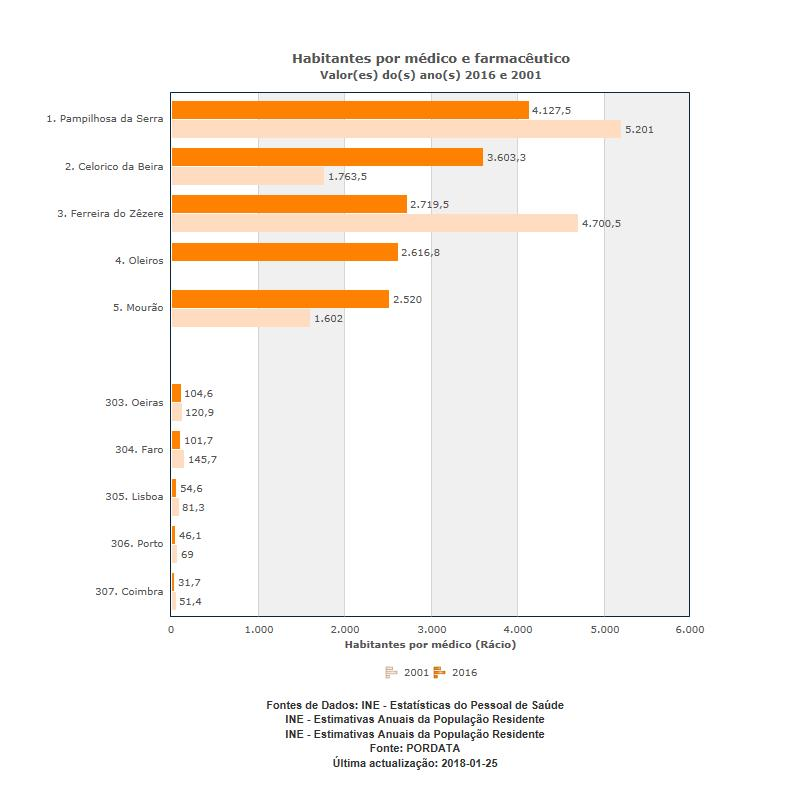 Habitantes por médico e farmacêutico
Valor(es) do(s) ano(s) 2016 e 2001
1. Pampilhosa da Serra
4.127,5
5.201
2. Celorico da Beira
3.603,3
1.763,5
3. Ferreira do Zêzere
2.719,5
4.700,5
4. Oleiros
2.616,8
5. Mourão
2.520
1.602
303. Oeiras
104,6
120,9
304. Faro
101,7
145,7
305. Lisboa
54,6
81,3
306. Porto
46,1
69
307. Coimbra
31,7
51,4
0 1.000 2.000 3.000 4.000 5.000 6.000
Habitantes por médico (Rácio)
2001 2016
Fontes de Dados: INE - Estatísticas do Pessoal de Saúde
INE - Estimativas Anuais da População Residente
INE - Estimativas Anuais da População Residente
Fonte: PORDATA
Última actualização: 2018-01-25